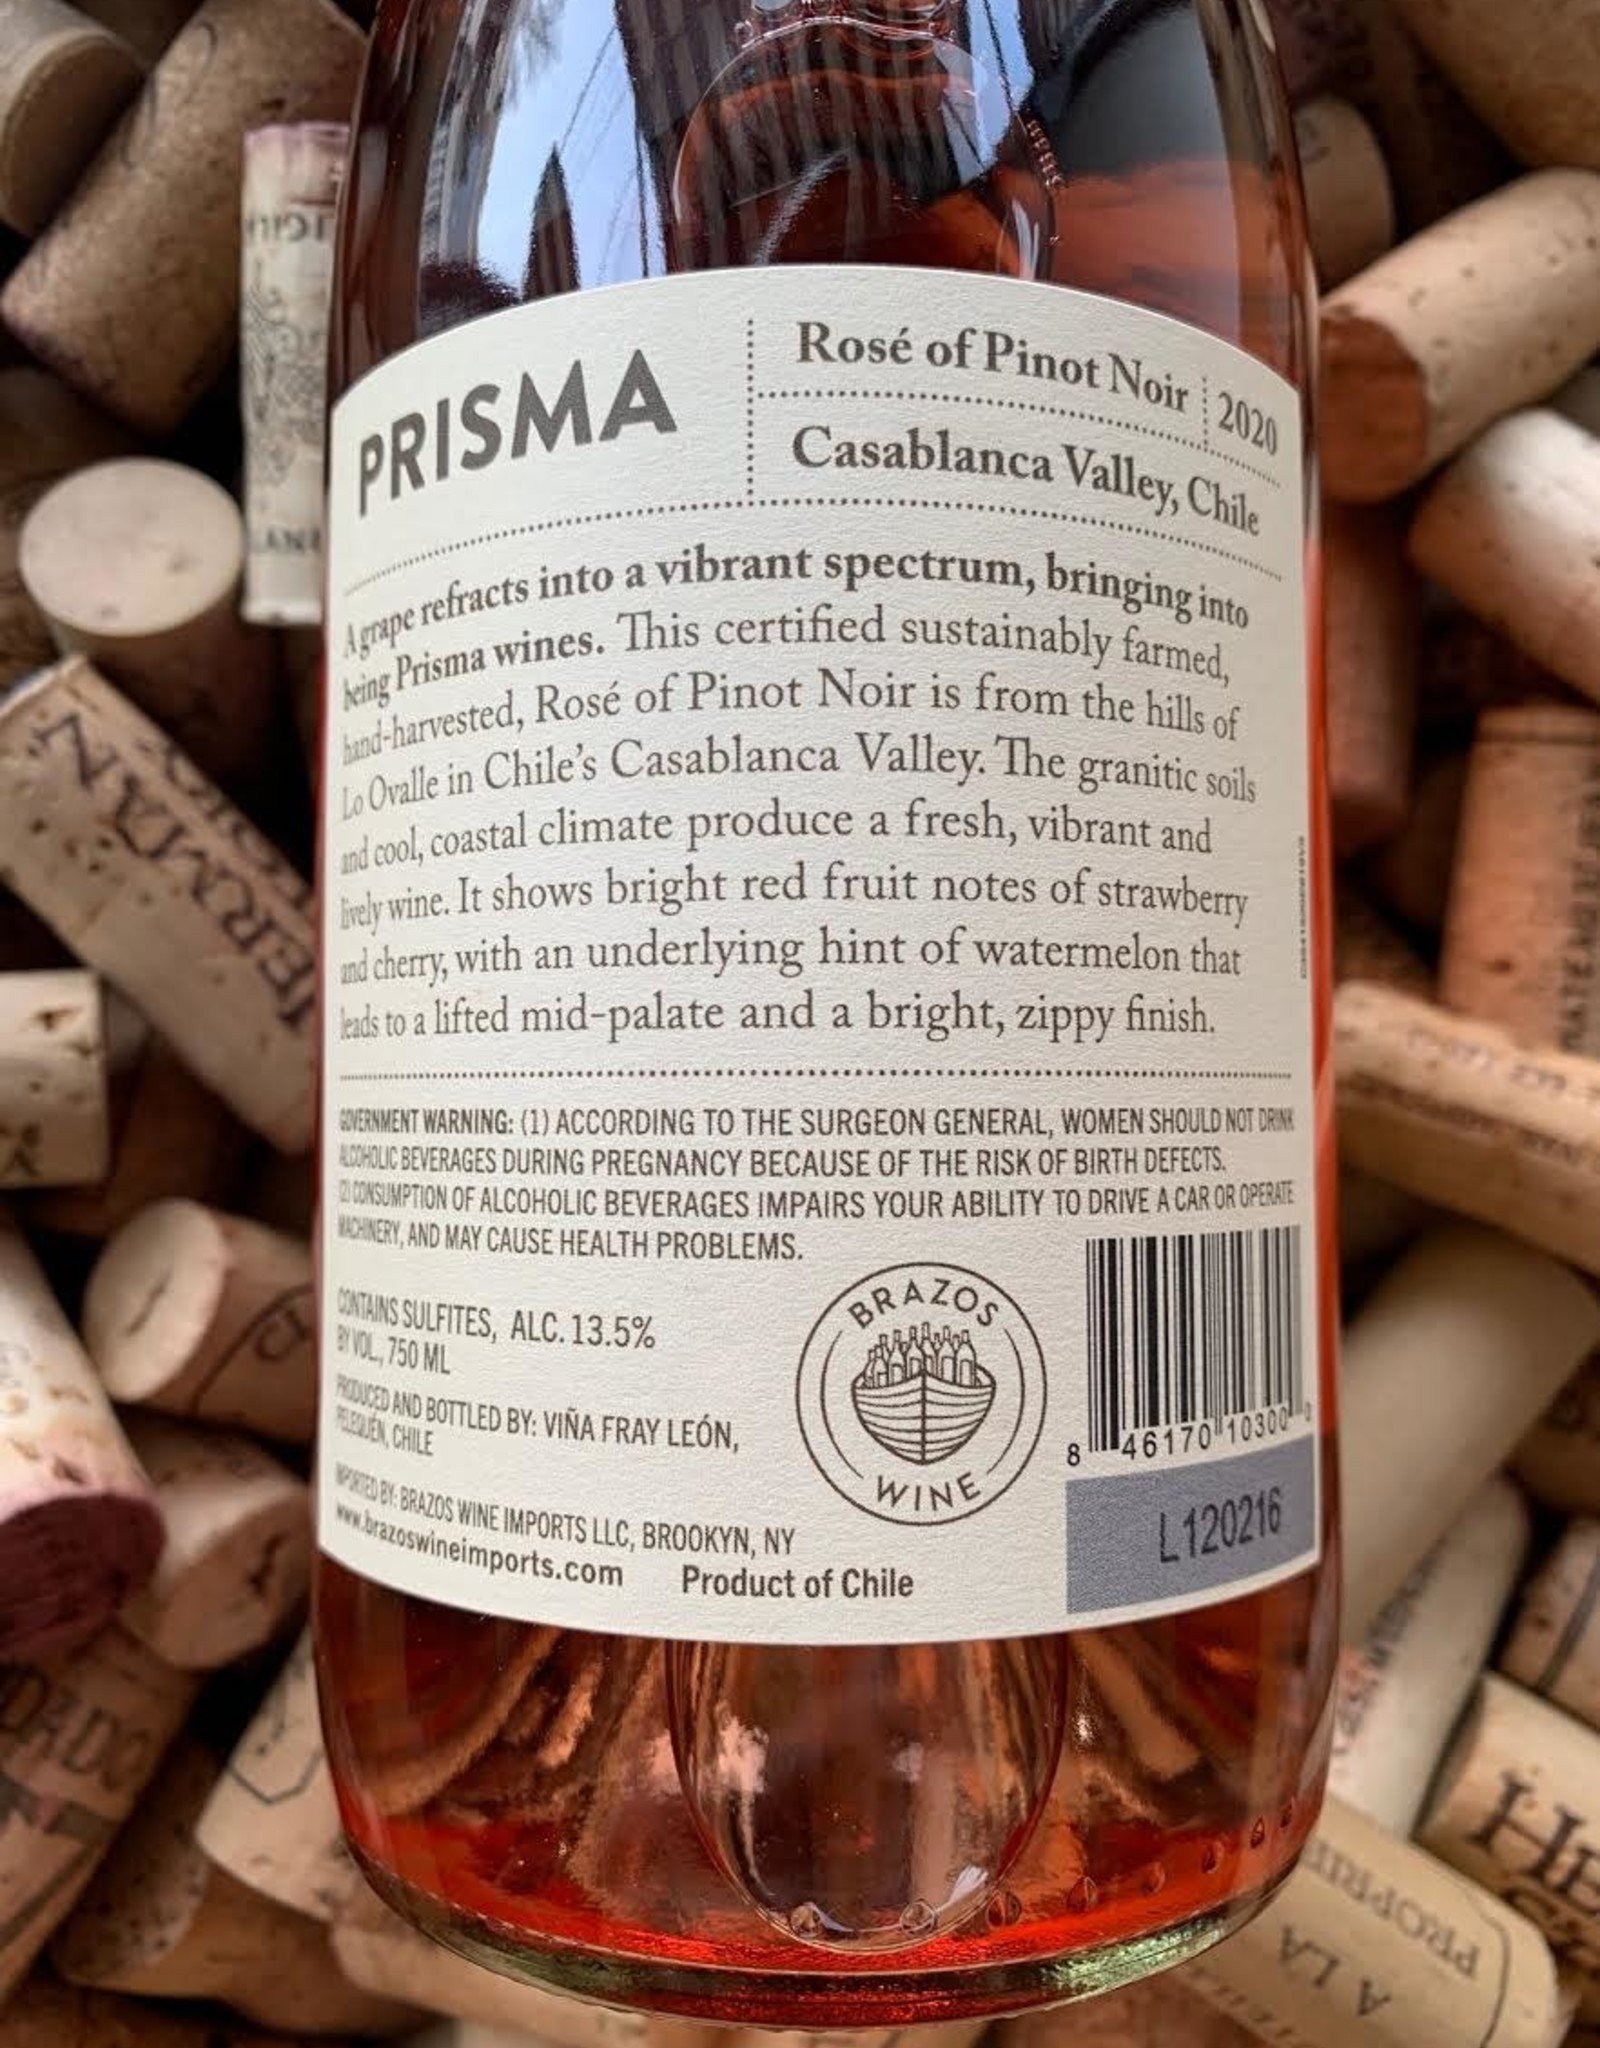 PRISMA
Rosé of Pinot Noir
2020
Casablanca Valley, Chile
A grape refracts into a vibrant spectrum, bringing into
being Prisma wines. This certified sustainably farmed,
hand-harvested, Rosé of Pinot Noir is from the hills of
Lo Ovalle in Chile's Casablanca Valley. The granitic soils
and cool, coastal climate produce a fresh, vibrant and
lively wine. It shows bright red fruit notes of strawberry
and cherry, with an underlying hint of watermelon that
leads to a lifted mid-palate and a bright, zippy finish.
GOVERNMENT WARNING: (1) ACCORDING TO THE SURGEON GENERAL, WOMEN SHOULD NOT DRINK
ALCOHOLIC BEVERAGES DURING PREGNANCY BECAUSE OF THE RISK OF BIRTH DEFECTS.
(2) CONSUMPTION OF ALCOHOLIC BEVERAGES IMPAIRS YOUR ABILITY TO DRIVE A CAR OR OPERATE
MACHINERY, AND MAY CAUSE HEALTH PROBLEMS.
CONTAINS SULFITES, ALC. 13.5%
BY VOL., 750 ML
PRODUCED AND BOTTLED BY: VIÑA FRAY LEÓN,
PELEQUÉN, CHILE
IMPORTED BY: BRAZOS WINE IMPORTS LLC, BROOKYN, NY
www.brazoswineimports.com
Product of Chile
BRAZOS
WINE
8 46170 10300 0
L120216
HERMAN
A LA